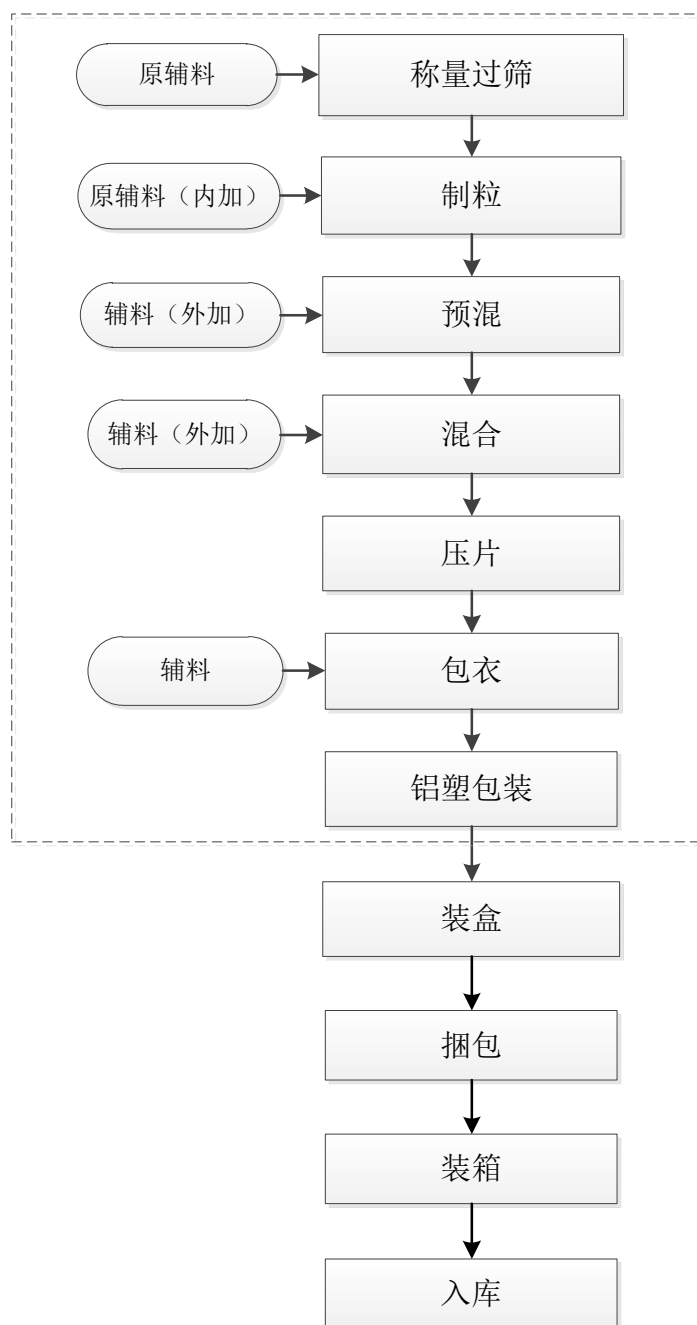 原辅料
称量过筛
原辅料（内加）
制粒
辅料（外加）
预混
辅料（外加）
混合
压片
辅料
包衣
铝塑包装
装盒
捆包
装箱
入库